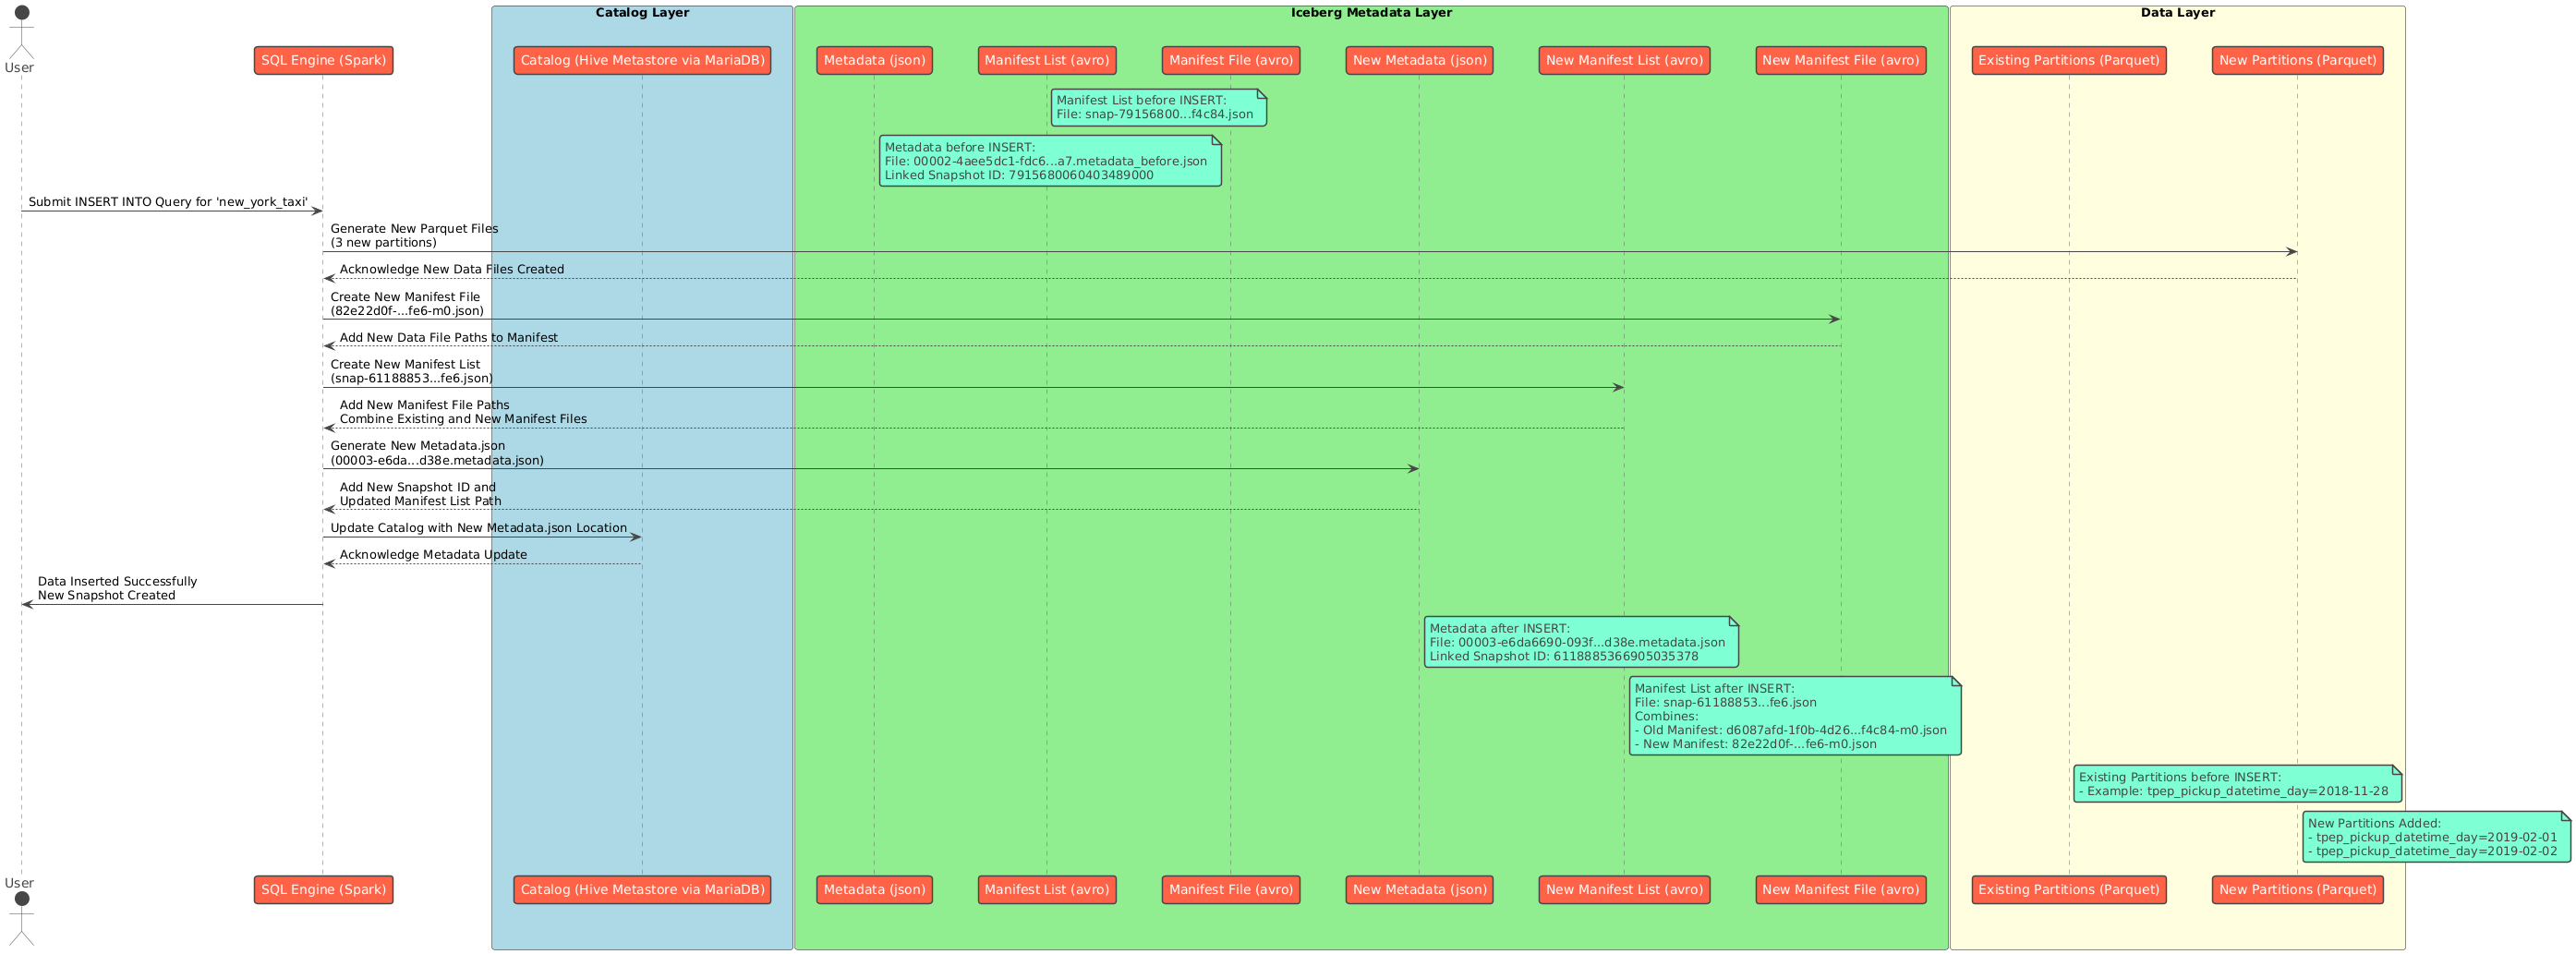 Catalog Layer
Iceberg Metadata Layer
Data Layer
User
SQL Engine (Spark)
Catalog (Hive Metastore via MariaDB)
Metadata (json)
Manifest List (avro)
Manifest File (avro)
New Metadata (json)
New Manifest List (avro)
New Manifest File (avro)
Existing Partitions (Parquet)
New Partitions (Parquet)
Manifest List before INSERT:
File: snap-79156800...f4c84.json
Metadata before INSERT:
File: 00002-4aee5dc1-fdc6...a7.metadata_before.json
Linked Snapshot ID: 7915680060403489000
Submit INSERT INTO Query for 'new_york_taxi'
Generate New Parquet Files
(3 new partitions)
Acknowledge New Data Files Created
Create New Manifest File
(82e22d0f-...fe6-m0.json)
Add New Data File Paths to Manifest
Create New Manifest List
(snap-61188853...fe6.json)
Add New Manifest File Paths
Combine Existing and New Manifest Files
Generate New Metadata.json
(00003-e6da...d38e.metadata.json)
Add New Snapshot ID and
Updated Manifest List Path
Update Catalog with New Metadata.json Location
Acknowledge Metadata Update
Data Inserted Successfully
New Snapshot Created
Metadata after INSERT:
File: 00003-e6da6690-093f...d38e.metadata.json
Linked Snapshot ID: 6118885366905035378
Manifest List after INSERT:
File: snap-61188853...fe6.json
Combines:
- Old Manifest: d6087afd-1f0b-4d26...f4c84-m0.json
- New Manifest: 82e22d0f-...fe6-m0.json
Existing Partitions before INSERT:
- Example: tpep_pickup_datetime_day=2018-11-28
New Partitions Added:
- tpep_pickup_datetime_day=2019-02-01
- tpep_pickup_datetime_day=2019-02-02
User
SQL Engine (Spark)
Catalog (Hive Metastore via MariaDB)
Metadata (json)
Manifest List (avro)
Manifest File (avro)
New Metadata (json)
New Manifest List (avro)
New Manifest File (avro)
Existing Partitions (Parquet)
New Partitions (Parquet)